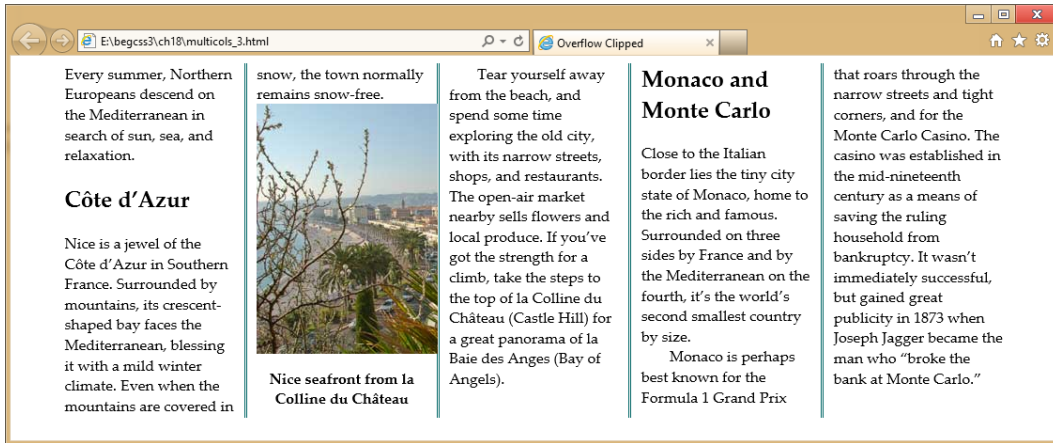 E:\begcss3\ch18\multicols_3.html
Overflow Clipped
Every summer, Northern
Europeans descend on
the Mediterranean in
search of sun, sea, and
relaxation.
Côte d’Azur
Nice is a jewel of the
Côte d’Azur in Southern
France. Surrounded by
mountains, its crescent-
shaped bay faces the
Mediterranean, blessing
it with a mild winter
climate. Even when the
mountains are covered in
snow, the town normally
remains snow-free.
Nice seafront from la
Colline du Château
Tear yourself away
from the beach, and
spend some time
exploring the old city,
with its narrow streets,
shops, and restaurants.
The open-air market
nearby sells flowers and
local produce. If you’ve
got the strength for a
climb, take the steps to
the top of la Colline du
Château (Castle Hill) for
a great panorama of la
Baie des Anges (Bay of
Angels).
Monaco and
Monte Carlo
Close to the Italian
border lies the tiny city
state of Monaco, home to
the rich and famous.
Surrounded on three
sides by France and by
the Mediterranean on the
fourth, it’s the world’s
second smallest country
by size.
Monaco is perhaps
best known for the
Formula 1 Grand Prix
that roars through the
narrow streets and tight
corners, and for the
Monte Carlo Casino. The
casino was established in
the mid-nineteenth
century as a means of
saving the ruling
household from
bankruptcy. It wasn’t
immediately successful,
but gained great
publicity in 1873 when
Joseph Jagger became the
man who “broke the
bank at Monte Carlo.”